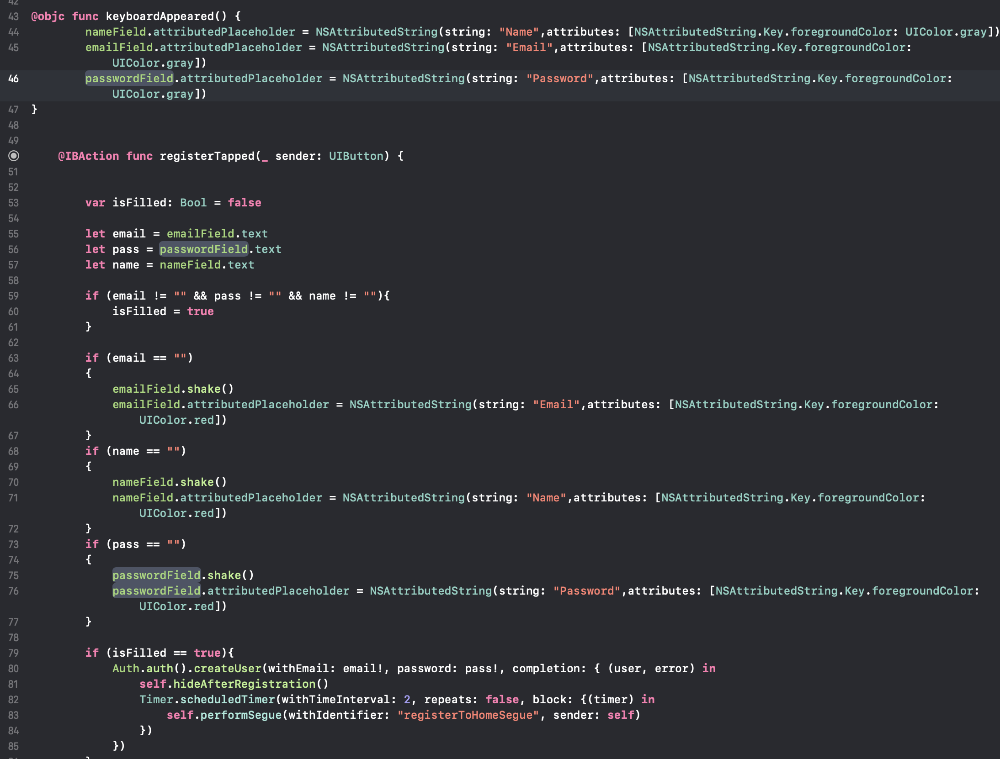 42
43 @objc func keyboardAppeared() {
44 nameField.attributedPlaceholder = NSAttributedString(string: "Name",attributes: [NSAttributedString.Key.foregroundColor: UIColor.gray])
45 emailField.attributedPlaceholder = NSAttributedString(string: "Email",attributes: [NSAttributedString.Key.foregroundColor:
UIColor.gray])
46 passwordField.attributedPlaceholder = NSAttributedString(string: "Password",attributes: [NSAttributedString.Key.foregroundColor:
UIColor.gray])
47 }
48
49
@IBAction func registerTapped(_ sender: UIButton) {
51
52
53 var isFilled: Bool = false
54
55 let email = emailField.text
56 let pass = passwordField.text
57 let name = nameField.text
58
59 if (email != "" && pass != "" && name != ""){
60 isFilled = true
61 }
62
63 if (email == "")
64 {
65 emailField.shake()
66 emailField.attributedPlaceholder = NSAttributedString(string: "Email",attributes: [NSAttributedString.Key.foregroundColor:
UIColor.red])
67 }
68 if (name == "")
69 {
70 nameField.shake()
71 nameField.attributedPlaceholder = NSAttributedString(string: "Name",attributes: [NSAttributedString.Key.foregroundColor:
UIColor.red])
72 }
73 if (pass == "")
74 {
75 passwordField.shake()
76 passwordField.attributedPlaceholder = NSAttributedString(string: "Password",attributes: [NSAttributedString.Key.foregroundColor:
UIColor.red])
77 }
78
79 if (isFilled == true){
80 Auth.auth().createUser(withEmail: email!, password: pass!, completion: { (user, error) in
81 self.hideAfterRegistration()
82 Timer.scheduledTimer(withTimeInterval: 2, repeats: false, block: {(timer) in
83 self.performSegue(withIdentifier: "registerToHomeSegue", sender: self)
84 })
85 })